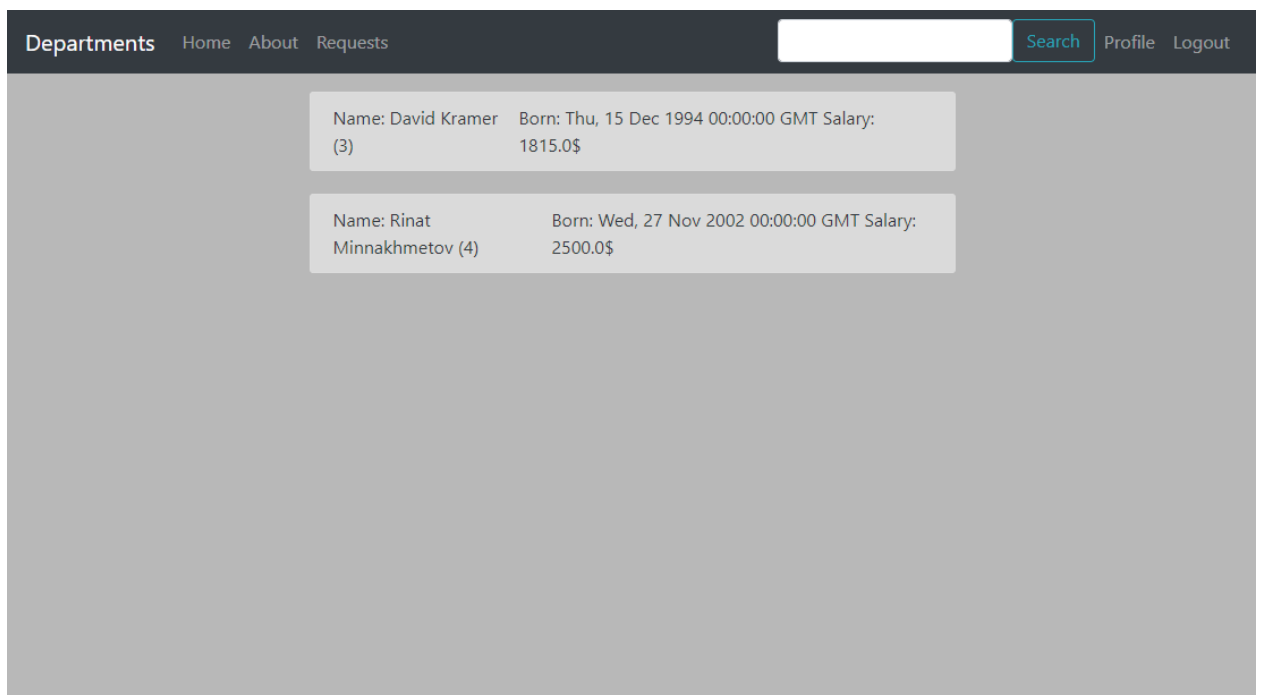 Departments Home About Requests Search Profile Logout
Name: David Kramer Born: Thu, 15 Dec 1994 00:00:00 GMT Salary:
(3) 1815.0$
Name: Rinat Born: Wed, 27 Nov 2002 00:00:00 GMT Salary:
Minnakhmetov (4) 2500.0$